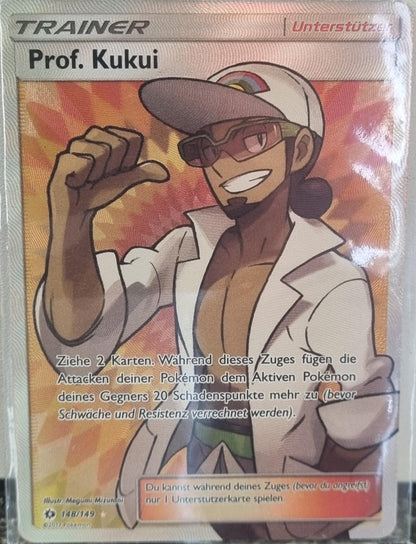 TRAINER
Unterstützer
Prof. Kukui
Ziehe 2 Karten. Während dieses Zuges fügen die
Attacken deiner Pokémon dem Aktiven Pokémon
deines Gegners 20 Schadenspunkte mehr zu (bevor
Schwäche und Resistenz verrechnet werden).
Illustr. Megumi Mizutani
148/149
©2017 Pokémon
Du kannst während deines Zuges (bevor du angreifst)
nur 1 Unterstützerkarte spielen.